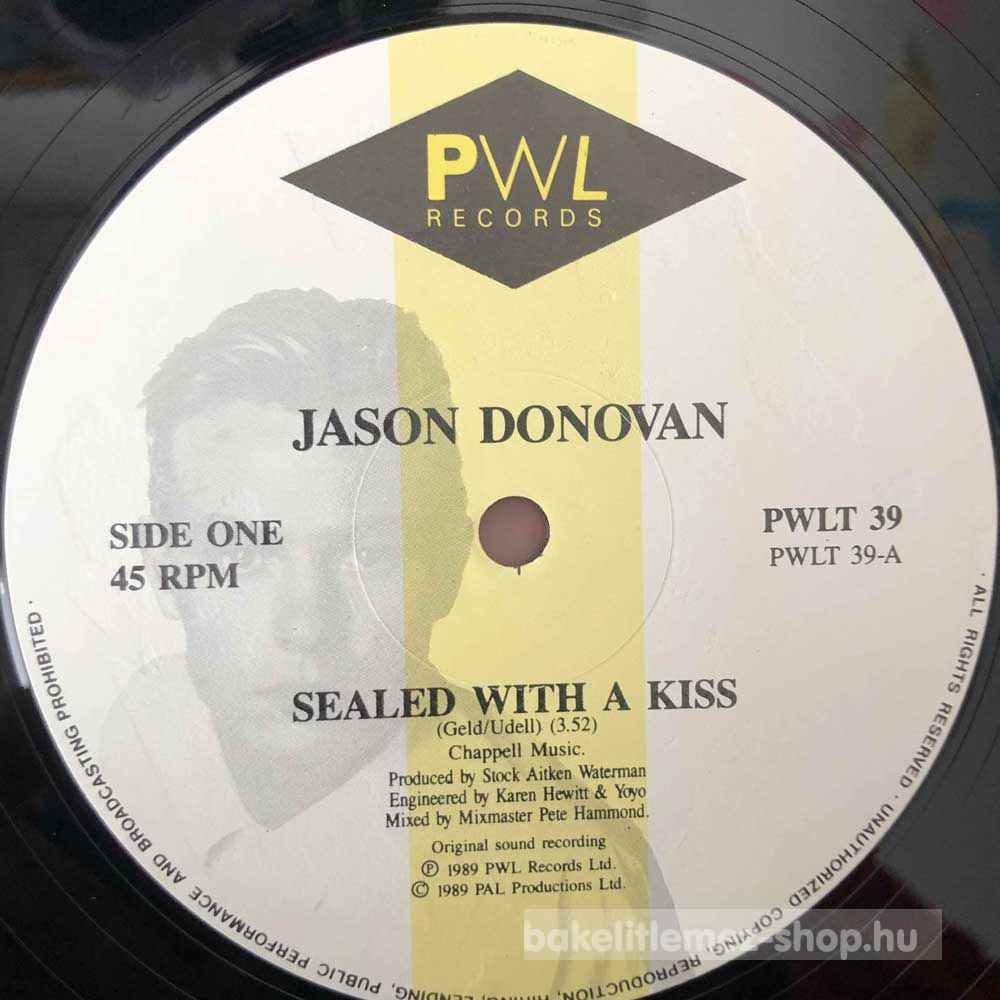 PWL
RECORDS
JASON DONOVAN
SIDE ONE
45 RPM
PWLT 39
PWLT 39-A
SEALED WITH A KISS
(Geld/Udell) (3.52)
Chappell Music.
Produced by Stock Aitken Waterman
Engineered by Karen Hewitt & Yoyo
Mixed by Mixmaster Pete Hammond.
Original sound recording
℗ 1989 PWL Records Ltd.
© 1989 PAL Productions Ltd.
· ALL RIGHTS RESERVED · UNAUTHORIZED COPYING, REPRODUCTION, HIRING, LENDING, PUBLIC PERFORMANCE AND BROADCASTING PROHIBITED ·
bakelitlemez-shop.hu